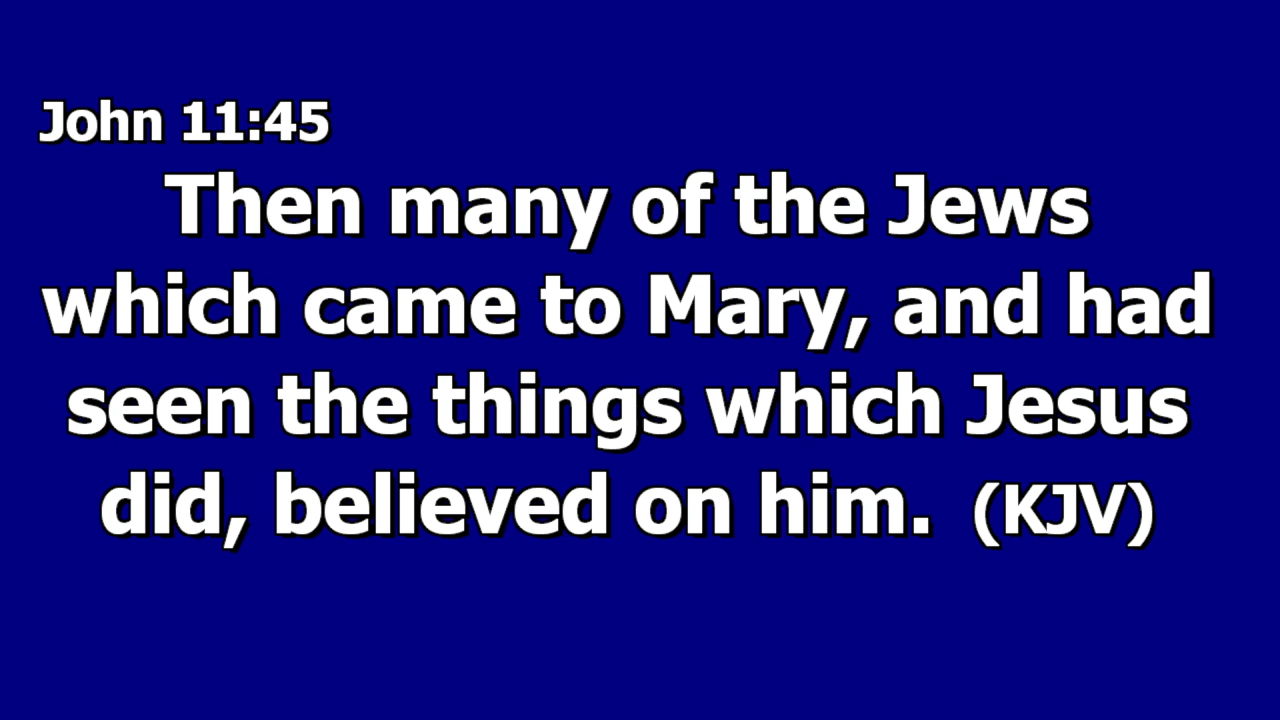 John 11:45
Then many of the Jews
which came to Mary, and had
seen the things which Jesus
did, believed on him. (KJV)